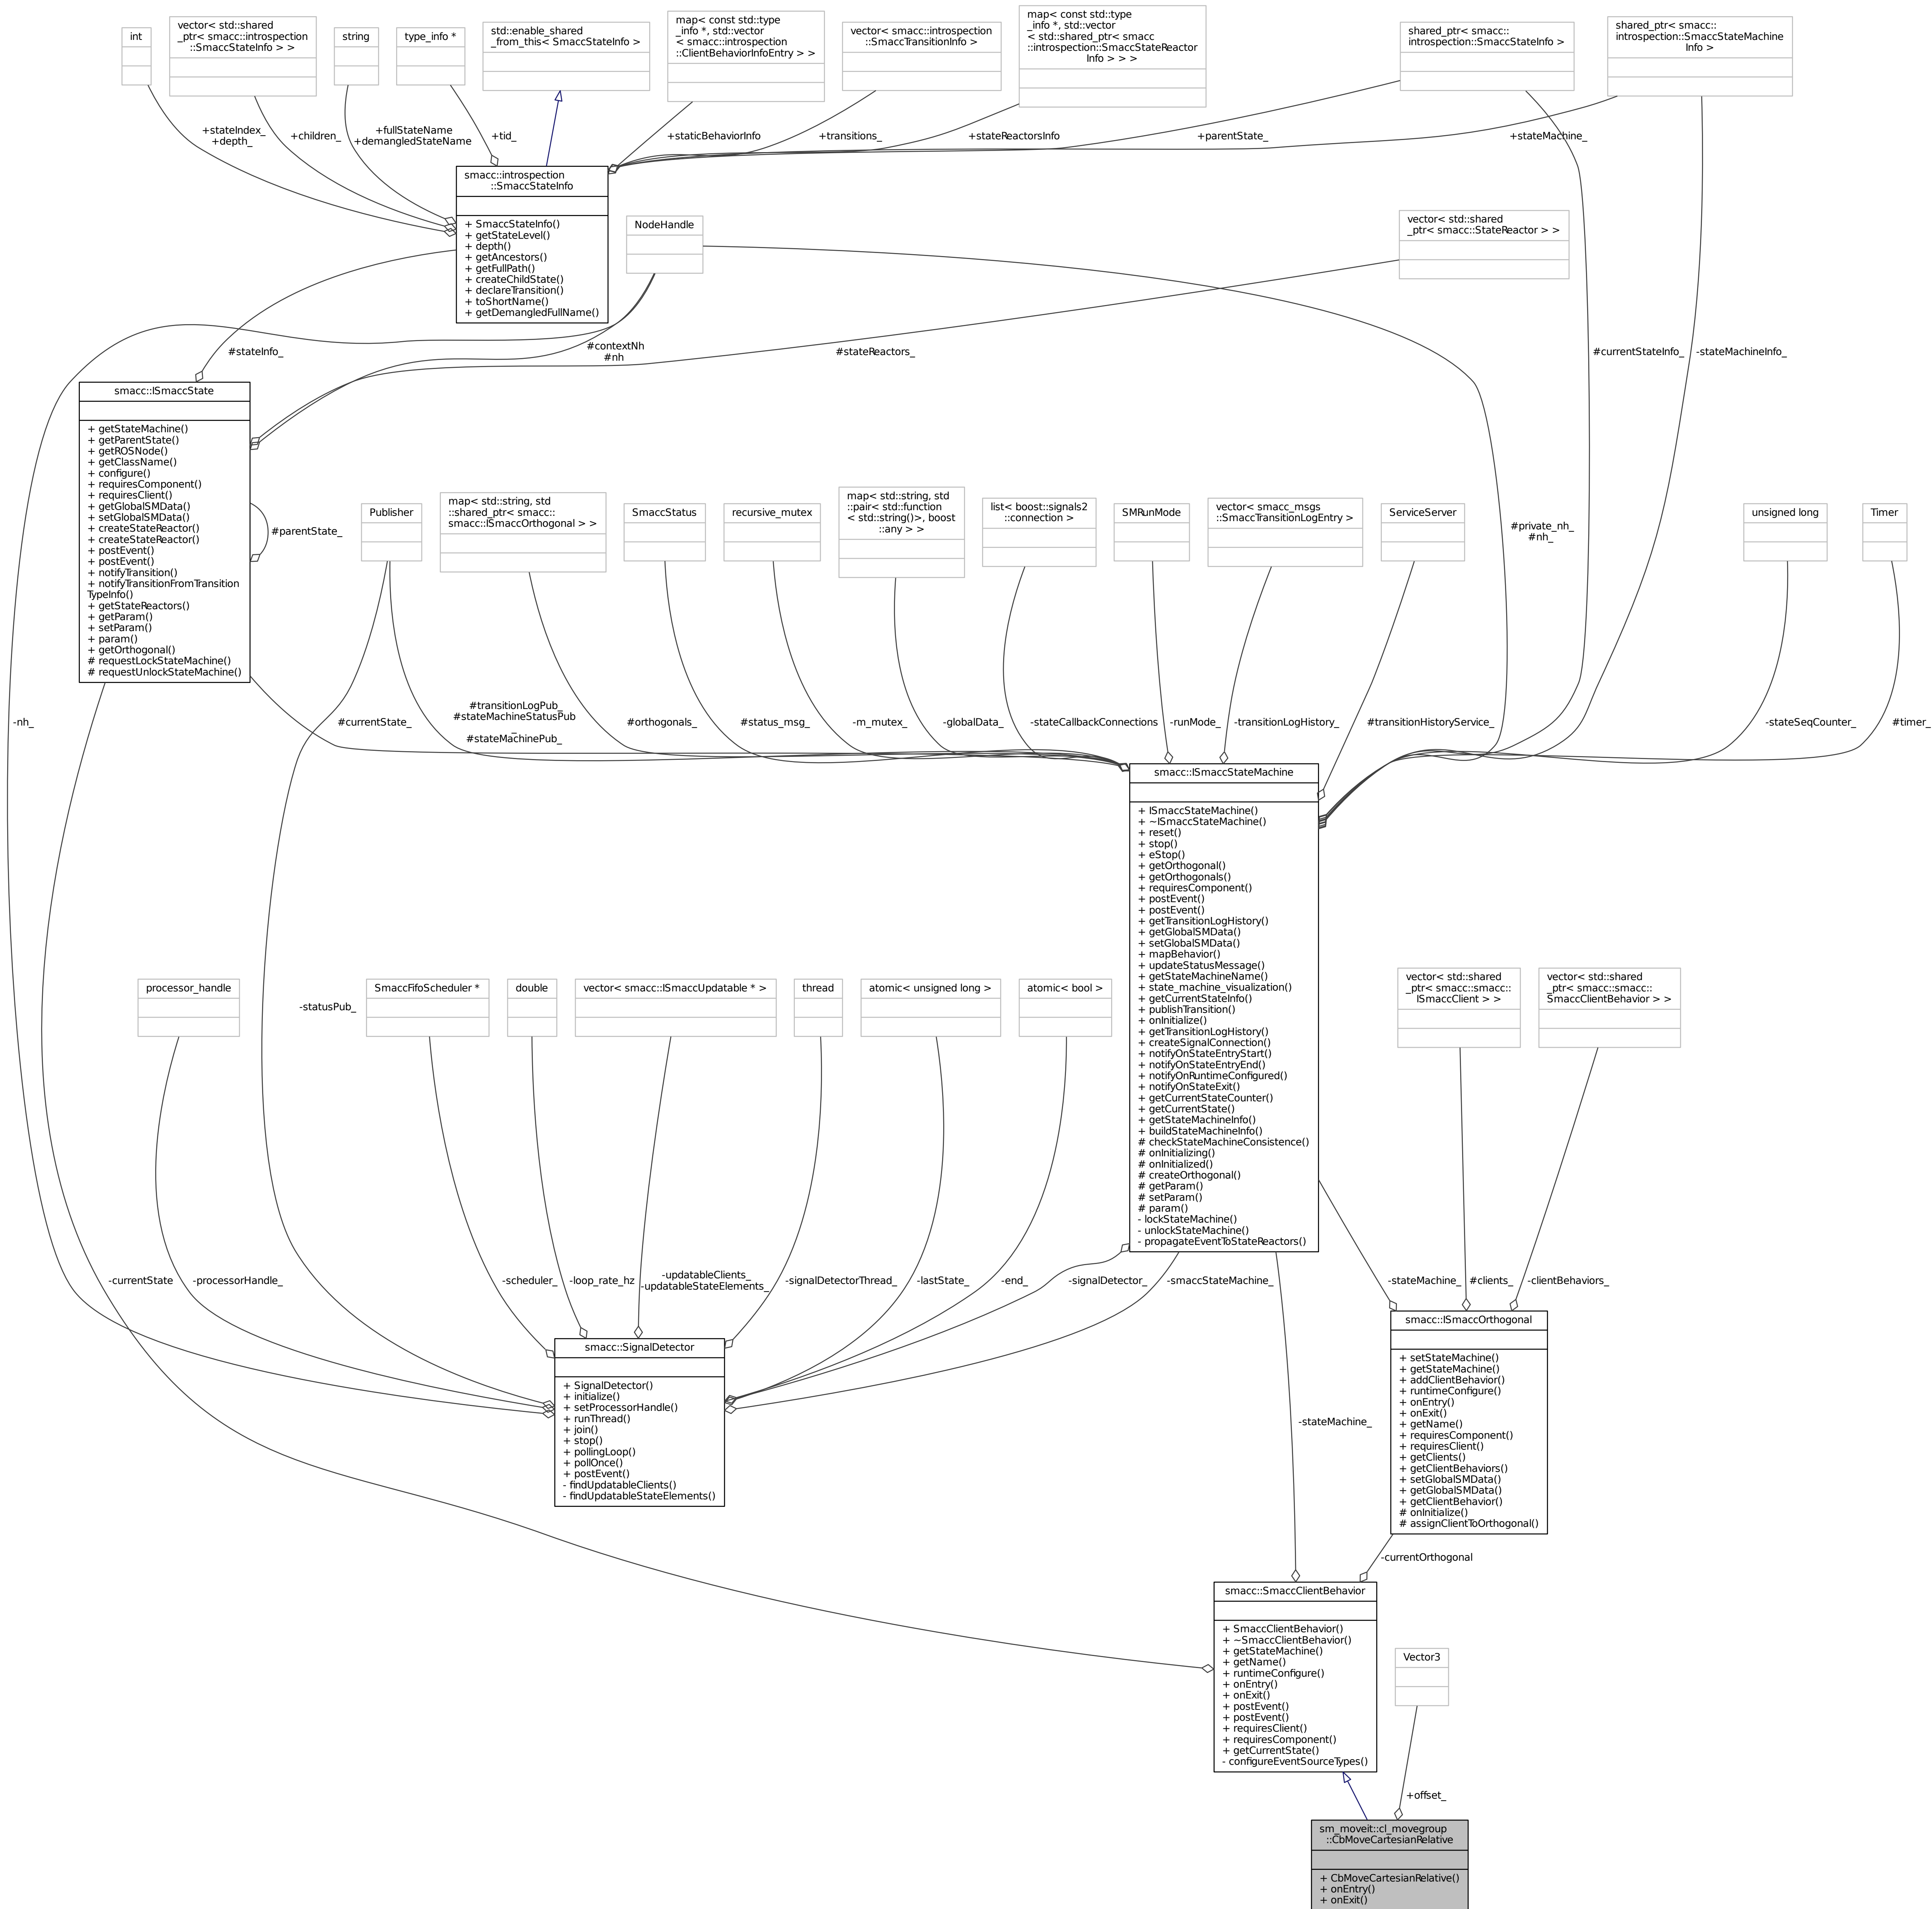 int
vector< std::shared
_ptr< smacc::introspection
::SmaccStateInfo > >
string
type_info *
std::enable_shared
_from_this< SmaccStateInfo >
map< const std::type
_info *, std::vector
< smacc::introspection
::ClientBehaviorInfoEntry > >
vector< smacc::introspection
::SmaccTransitionInfo >
map< const std::type
_info *, std::vector
< std::shared_ptr< smacc
::introspection::SmaccStateReactor
Info > > >
shared_ptr< smacc::
introspection::SmaccStateInfo >
shared_ptr< smacc::
introspection::SmaccStateMachine
Info >
+stateIndex_
+depth_
+children_
+fullStateName
+demangledStateName
+tid_
+staticBehaviorInfo
+transitions_
+stateReactorsInfo
+parentState_
+stateMachine_
smacc::introspection
::SmaccStateInfo
+ SmaccStateInfo()
+ getStateLevel()
+ depth()
+ getAncestors()
+ getFullPath()
+ createChildState()
+ declareTransition()
+ toShortName()
+ getDemangledFullName()
NodeHandle
vector< std::shared
_ptr< smacc::StateReactor > >
#stateInfo_
#contextNh
#nh
#stateReactors_
#currentStateInfo_
-stateMachineInfo_
smacc::ISmaccState
+ getStateMachine()
+ getParentState()
+ getROSNode()
+ getClassName()
+ configure()
+ requiresComponent()
+ requiresClient()
+ getGlobalSMData()
+ setGlobalSMData()
+ createStateReactor()
+ createStateReactor()
+ postEvent()
+ postEvent()
+ notifyTransition()
+ notifyTransitionFromTransition
TypeInfo()
+ getStateReactors()
+ getParam()
+ setParam()
+ param()
+ getOrthogonal()
# requestLockStateMachine()
# requestUnlockStateMachine()
#parentState_
Publisher
map< std::string, std
::shared_ptr< smacc::
smacc::ISmaccOrthogonal > >
SmaccStatus
recursive_mutex
map< std::string, std
::pair< std::function
< std::string()>, boost
::any > >
list< boost::signals2
::connection >
SMRunMode
vector< smacc_msgs
::SmaccTransitionLogEntry >
ServiceServer
#private_nh_
#nh_
unsigned long
Timer
-nh_
#currentState_
#transitionLogPub_
#stateMachineStatusPub
_
#stateMachinePub_
#orthogonals_
#status_msg_
-m_mutex_
-globalData_
-stateCallbackConnections
-runMode_
-transitionLogHistory_
#transitionHistoryService_
-stateSeqCounter_
#timer_
smacc::ISmaccStateMachine
+ ISmaccStateMachine()
+ ~ISmaccStateMachine()
+ reset()
+ stop()
+ eStop()
+ getOrthogonal()
+ getOrthogonals()
+ requiresComponent()
+ postEvent()
+ postEvent()
+ getTransitionLogHistory()
+ getGlobalSMData()
+ setGlobalSMData()
+ mapBehavior()
+ updateStatusMessage()
+ getStateMachineName()
+ state_machine_visualization()
+ getCurrentStateInfo()
+ publishTransition()
+ onInitialize()
+ getTransitionLogHistory()
+ createSignalConnection()
+ notifyOnStateEntryStart()
+ notifyOnStateEntryEnd()
+ notifyOnRuntimeConfigured()
+ notifyOnStateExit()
+ getCurrentStateCounter()
+ getCurrentState()
+ getStateMachineInfo()
+ buildStateMachineInfo()
# checkStateMachineConsistence()
# onInitializing()
# onInitialized()
# createOrthogonal()
# getParam()
# setParam()
# param()
- lockStateMachine()
- unlockStateMachine()
- propagateEventToStateReactors()
processor_handle
-statusPub_
SmaccFifoScheduler *
double
vector< smacc::ISmaccUpdatable * >
thread
atomic< unsigned long >
atomic< bool >
vector< std::shared
_ptr< smacc::smacc::
ISmaccClient > >
vector< std::shared
_ptr< smacc::smacc::
SmaccClientBehavior > >
-currentState
-processorHandle_
-scheduler_
-loop_rate_hz
-updatableClients_
-updatableStateElements_
-signalDetectorThread_
-lastState_
-end_
-signalDetector_
-smaccStateMachine_
-stateMachine_
#clients_
-clientBehaviors_
smacc::SignalDetector
+ SignalDetector()
+ initialize()
+ setProcessorHandle()
+ runThread()
+ join()
+ stop()
+ pollingLoop()
+ pollOnce()
+ postEvent()
- findUpdatableClients()
- findUpdatableStateElements()
-stateMachine_
smacc::ISmaccOrthogonal
+ setStateMachine()
+ getStateMachine()
+ addClientBehavior()
+ runtimeConfigure()
+ onEntry()
+ onExit()
+ getName()
+ requiresComponent()
+ requiresClient()
+ getClients()
+ getClientBehaviors()
+ setGlobalSMData()
+ getGlobalSMData()
+ getClientBehavior()
# onInitialize()
# assignClientToOrthogonal()
-currentOrthogonal
smacc::SmaccClientBehavior
+ SmaccClientBehavior()
+ ~SmaccClientBehavior()
+ getStateMachine()
+ getName()
+ runtimeConfigure()
+ onEntry()
+ onExit()
+ postEvent()
+ postEvent()
+ requiresClient()
+ requiresComponent()
+ getCurrentState()
- configureEventSourceTypes()
Vector3
+offset_
sm_moveit::cl_movegroup
::CbMoveCartesianRelative
+ CbMoveCartesianRelative()
+ onEntry()
+ onExit()